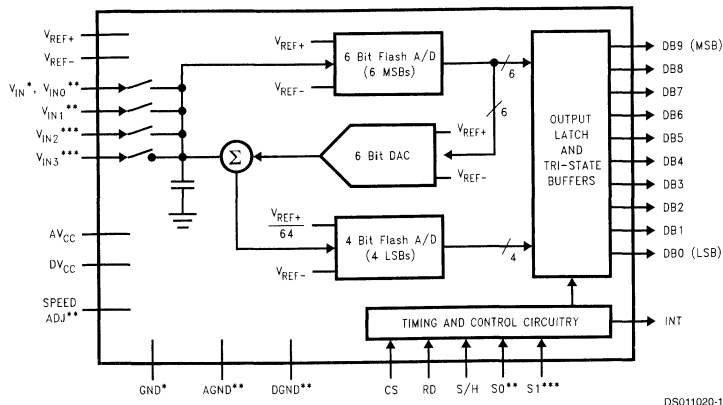 VREF+
VREF-
VIN*, VIN0**
VIN1**
VIN2***
VIN3***
AVCC
DVCC
SPEED
ADJ**
VREF+
VREF-
6 Bit Flash A/D
(6 MSBs)
6
6
6 Bit DAC
VREF+
VREF-
Σ
VREF+
64
VREF-
4 Bit Flash A/D
(4 LSBs)
4
OUTPUT
LATCH
AND
TRI-STATE
BUFFERS
DB9 (MSB)
DB8
DB7
DB6
DB5
DB4
DB3
DB2
DB1
DB0 (LSB)
TIMING AND CONTROL CIRCUITRY
INT
GND*
AGND**
DGND**
CS
RD
S/H
S0**
S1***
DS011020-1